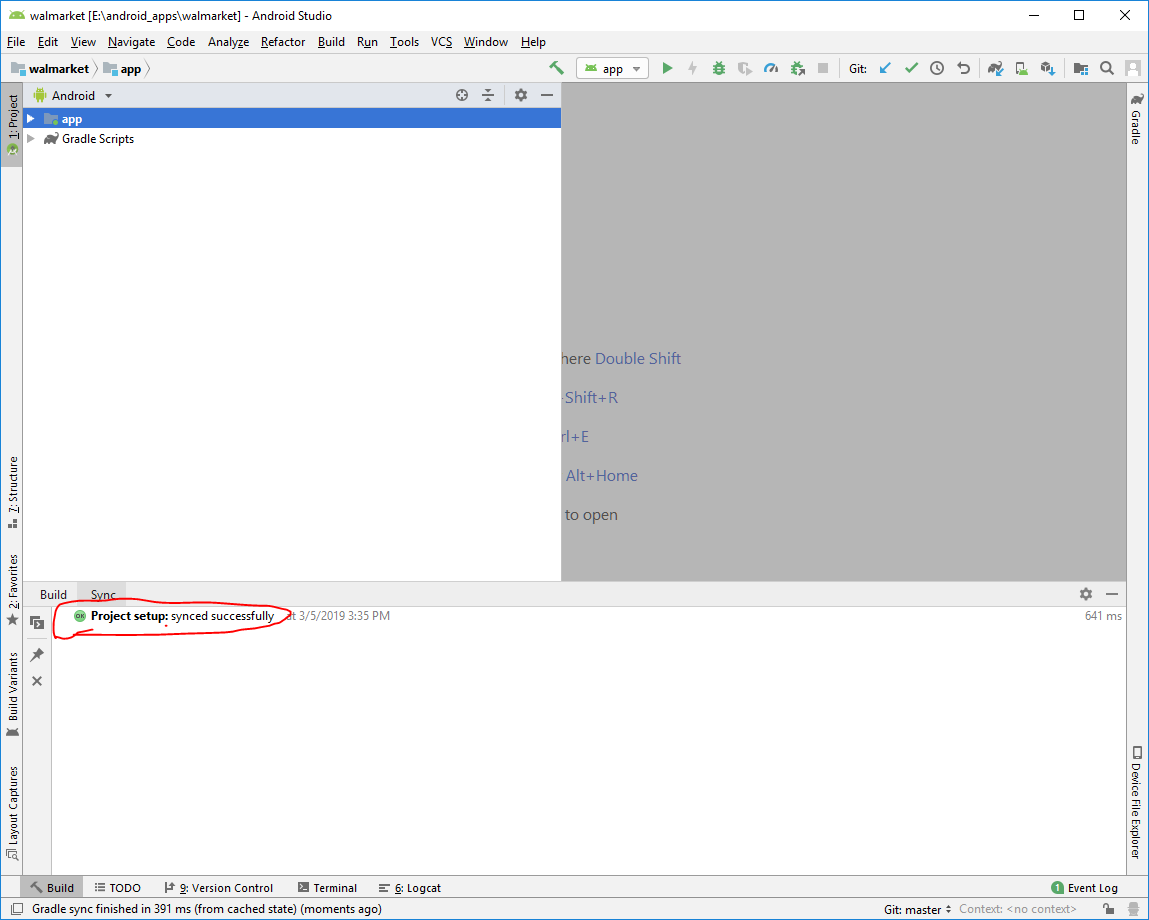 walmarket [E:\android_apps\walmarket] - Android Studio
File Edit View Navigate Code Analyze Refactor Build Run Tools VCS Window Help
walmarket app app Git:
1: Project
Android
app
Gradle Scripts
Gradle
here Double Shift
+Shift+R
rl+E
Alt+Home
to open
7: Structure
2: Favorites
Build Variants
Layout Captures
Build Sync
OK Project setup: synced successfully at 3/5/2019 3:35 PM 641 ms
Device File Explorer
Build TODO 9: Version Control Terminal 6: Logcat 1 Event Log
Gradle sync finished in 391 ms (from cached state) (moments ago) Git: master Context: <no context>